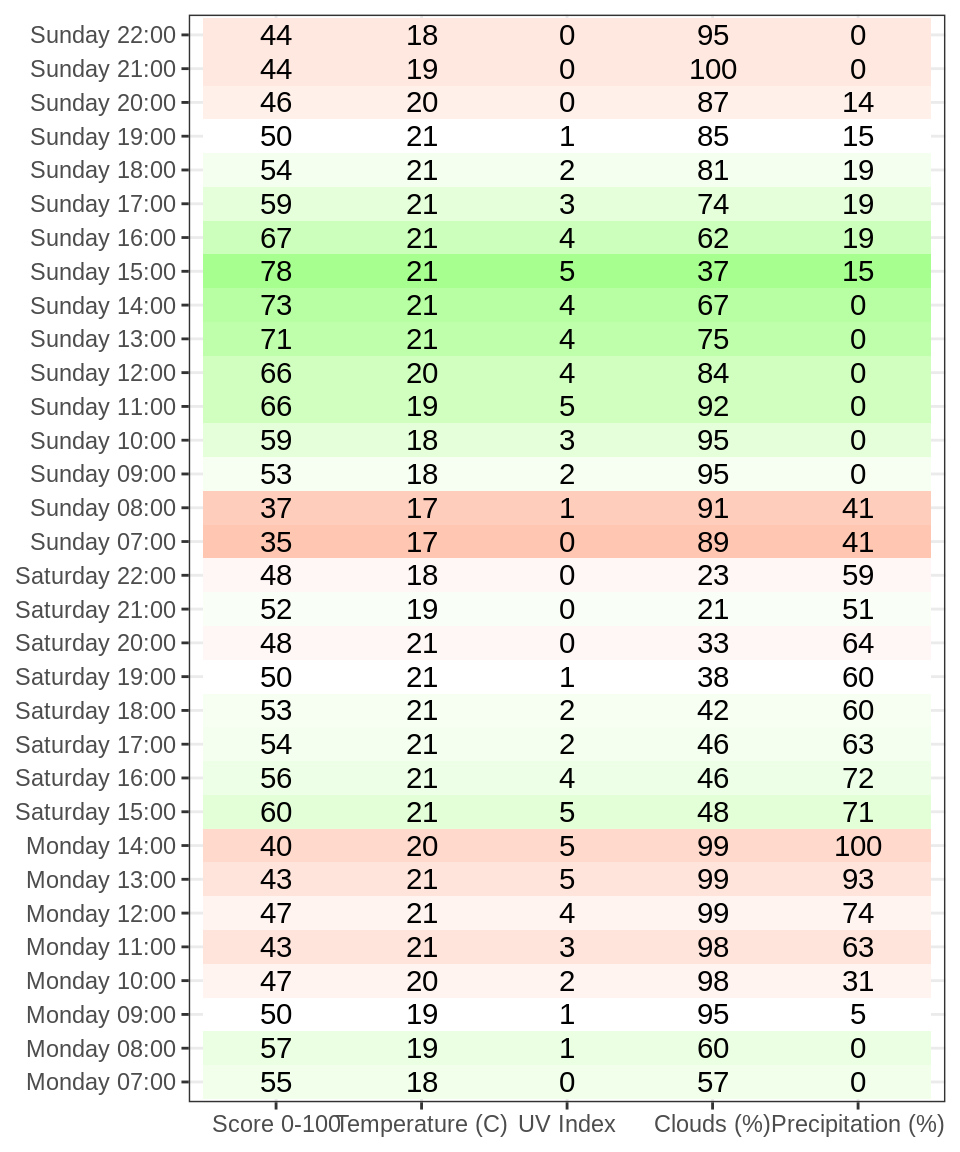 Sunday 22:00 44 18 0 95 0
Sunday 21:00 44 19 0 100 0
Sunday 20:00 46 20 0 87 14
Sunday 19:00 50 21 1 85 15
Sunday 18:00 54 21 2 81 19
Sunday 17:00 59 21 3 74 19
Sunday 16:00 67 21 4 62 19
Sunday 15:00 78 21 5 37 15
Sunday 14:00 73 21 4 67 0
Sunday 13:00 71 21 4 75 0
Sunday 12:00 66 20 4 84 0
Sunday 11:00 66 19 5 92 0
Sunday 10:00 59 18 3 95 0
Sunday 09:00 53 18 2 95 0
Sunday 08:00 37 17 1 91 41
Sunday 07:00 35 17 0 89 41
Saturday 22:00 48 18 0 23 59
Saturday 21:00 52 19 0 21 51
Saturday 20:00 48 21 0 33 64
Saturday 19:00 50 21 1 38 60
Saturday 18:00 53 21 2 42 60
Saturday 17:00 54 21 2 46 63
Saturday 16:00 56 21 4 46 72
Saturday 15:00 60 21 5 48 71
Monday 14:00 40 20 5 99 100
Monday 13:00 43 21 5 99 93
Monday 12:00 47 21 4 99 74
Monday 11:00 43 21 3 98 63
Monday 10:00 47 20 2 98 31
Monday 09:00 50 19 1 95 5
Monday 08:00 57 19 1 60 0
Monday 07:00 55 18 0 57 0
Score 0-100 Temperature (C) UV Index Clouds (%) Precipitation (%)